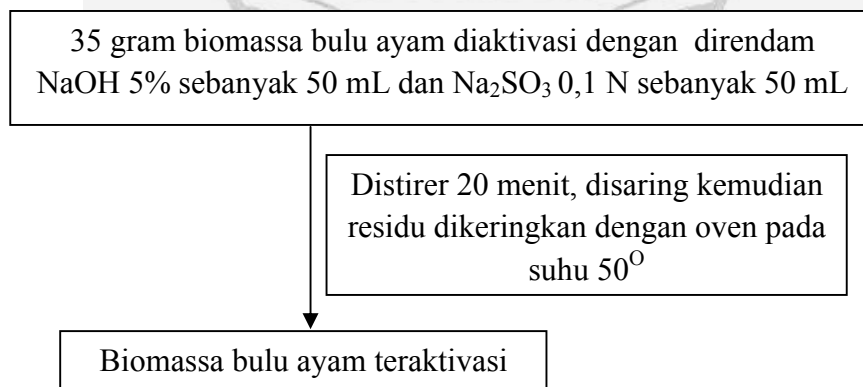 35 gram biomassa bulu ayam diaktivasi dengan direndam
NaOH 5% sebanyak 50 mL dan Na₂SO₃ 0,1 N sebanyak 50 mL
Distirer 20 menit, disaring kemudian
residu dikeringkan dengan oven pada
suhu 50ᴼ
Biomassa bulu ayam teraktivasi